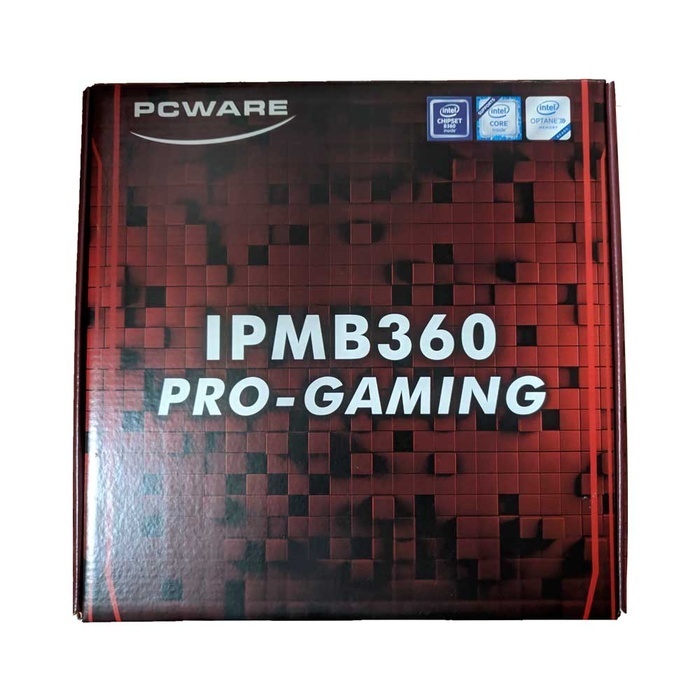 PCWARE
intel
CHIPSET
B360
inside
intel
CORE
inside
intel
OPTANE
MEMORY
IPMB360
PRO-GAMING